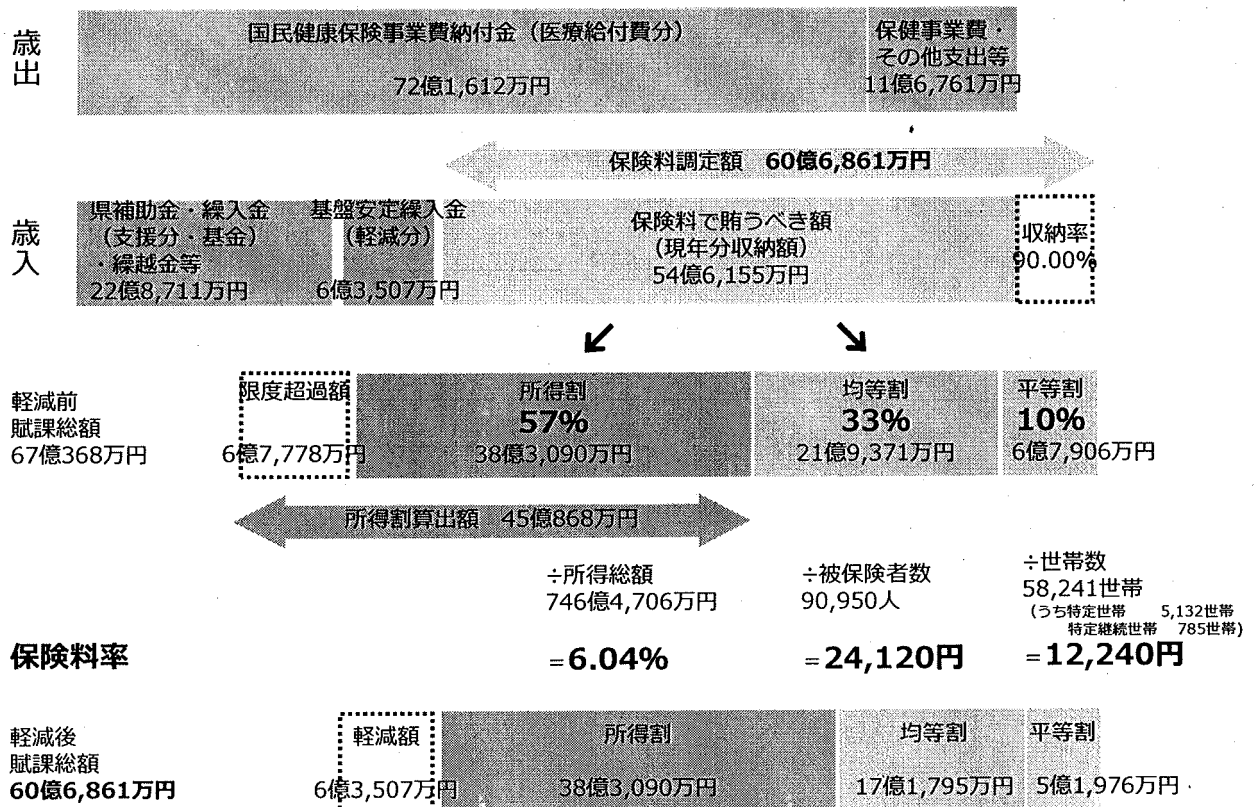 歳出
国民健康保険事業費納付金（医療給付費分）
72億1,612万円
保健事業費・
その他支出等
11億6,761万円
保険料調定額　60億6,861万円
歳入
県補助金・繰入金
（支援分・基金）
・繰越金等
22億8,711万円
基盤安定繰入金
（軽減分）
6億3,507万円
保険料で賄うべき額
（現年分収納額）
54億6,155万円
収納率
90.00%
軽減前
賦課総額
67億368万円
限度超過額
6億7,778万円
所得割
57%
38億3,090万円
均等割
33%
21億9,371万円
平等割
10%
6億7,906万円
所得割算出額　45億868万円
÷所得総額
746億4,706万円
÷被保険者数
90,950人
÷世帯数
58,241世帯
（うち特定世帯　5,132世帯
特定継続世帯　785世帯）
保険料率
=6.04%
=24,120円
=12,240円
軽減後
賦課総額
60億6,861万円
軽減額
6億3,507万円
所得割
38億3,090万円
均等割
17億1,795万円
平等割
5億1,976万円